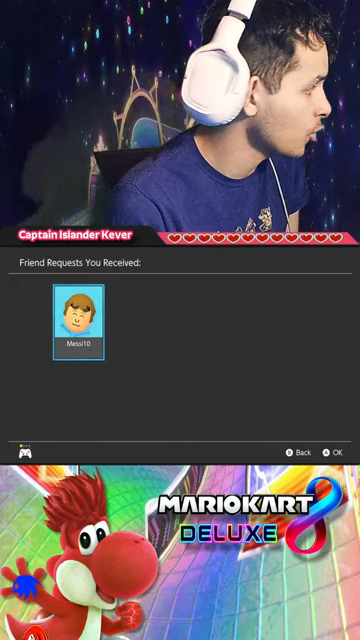 Captain Islander Kever
Friend Requests You Received:
Messi10
B Back A OK
MARIOKART 8
DELUXE